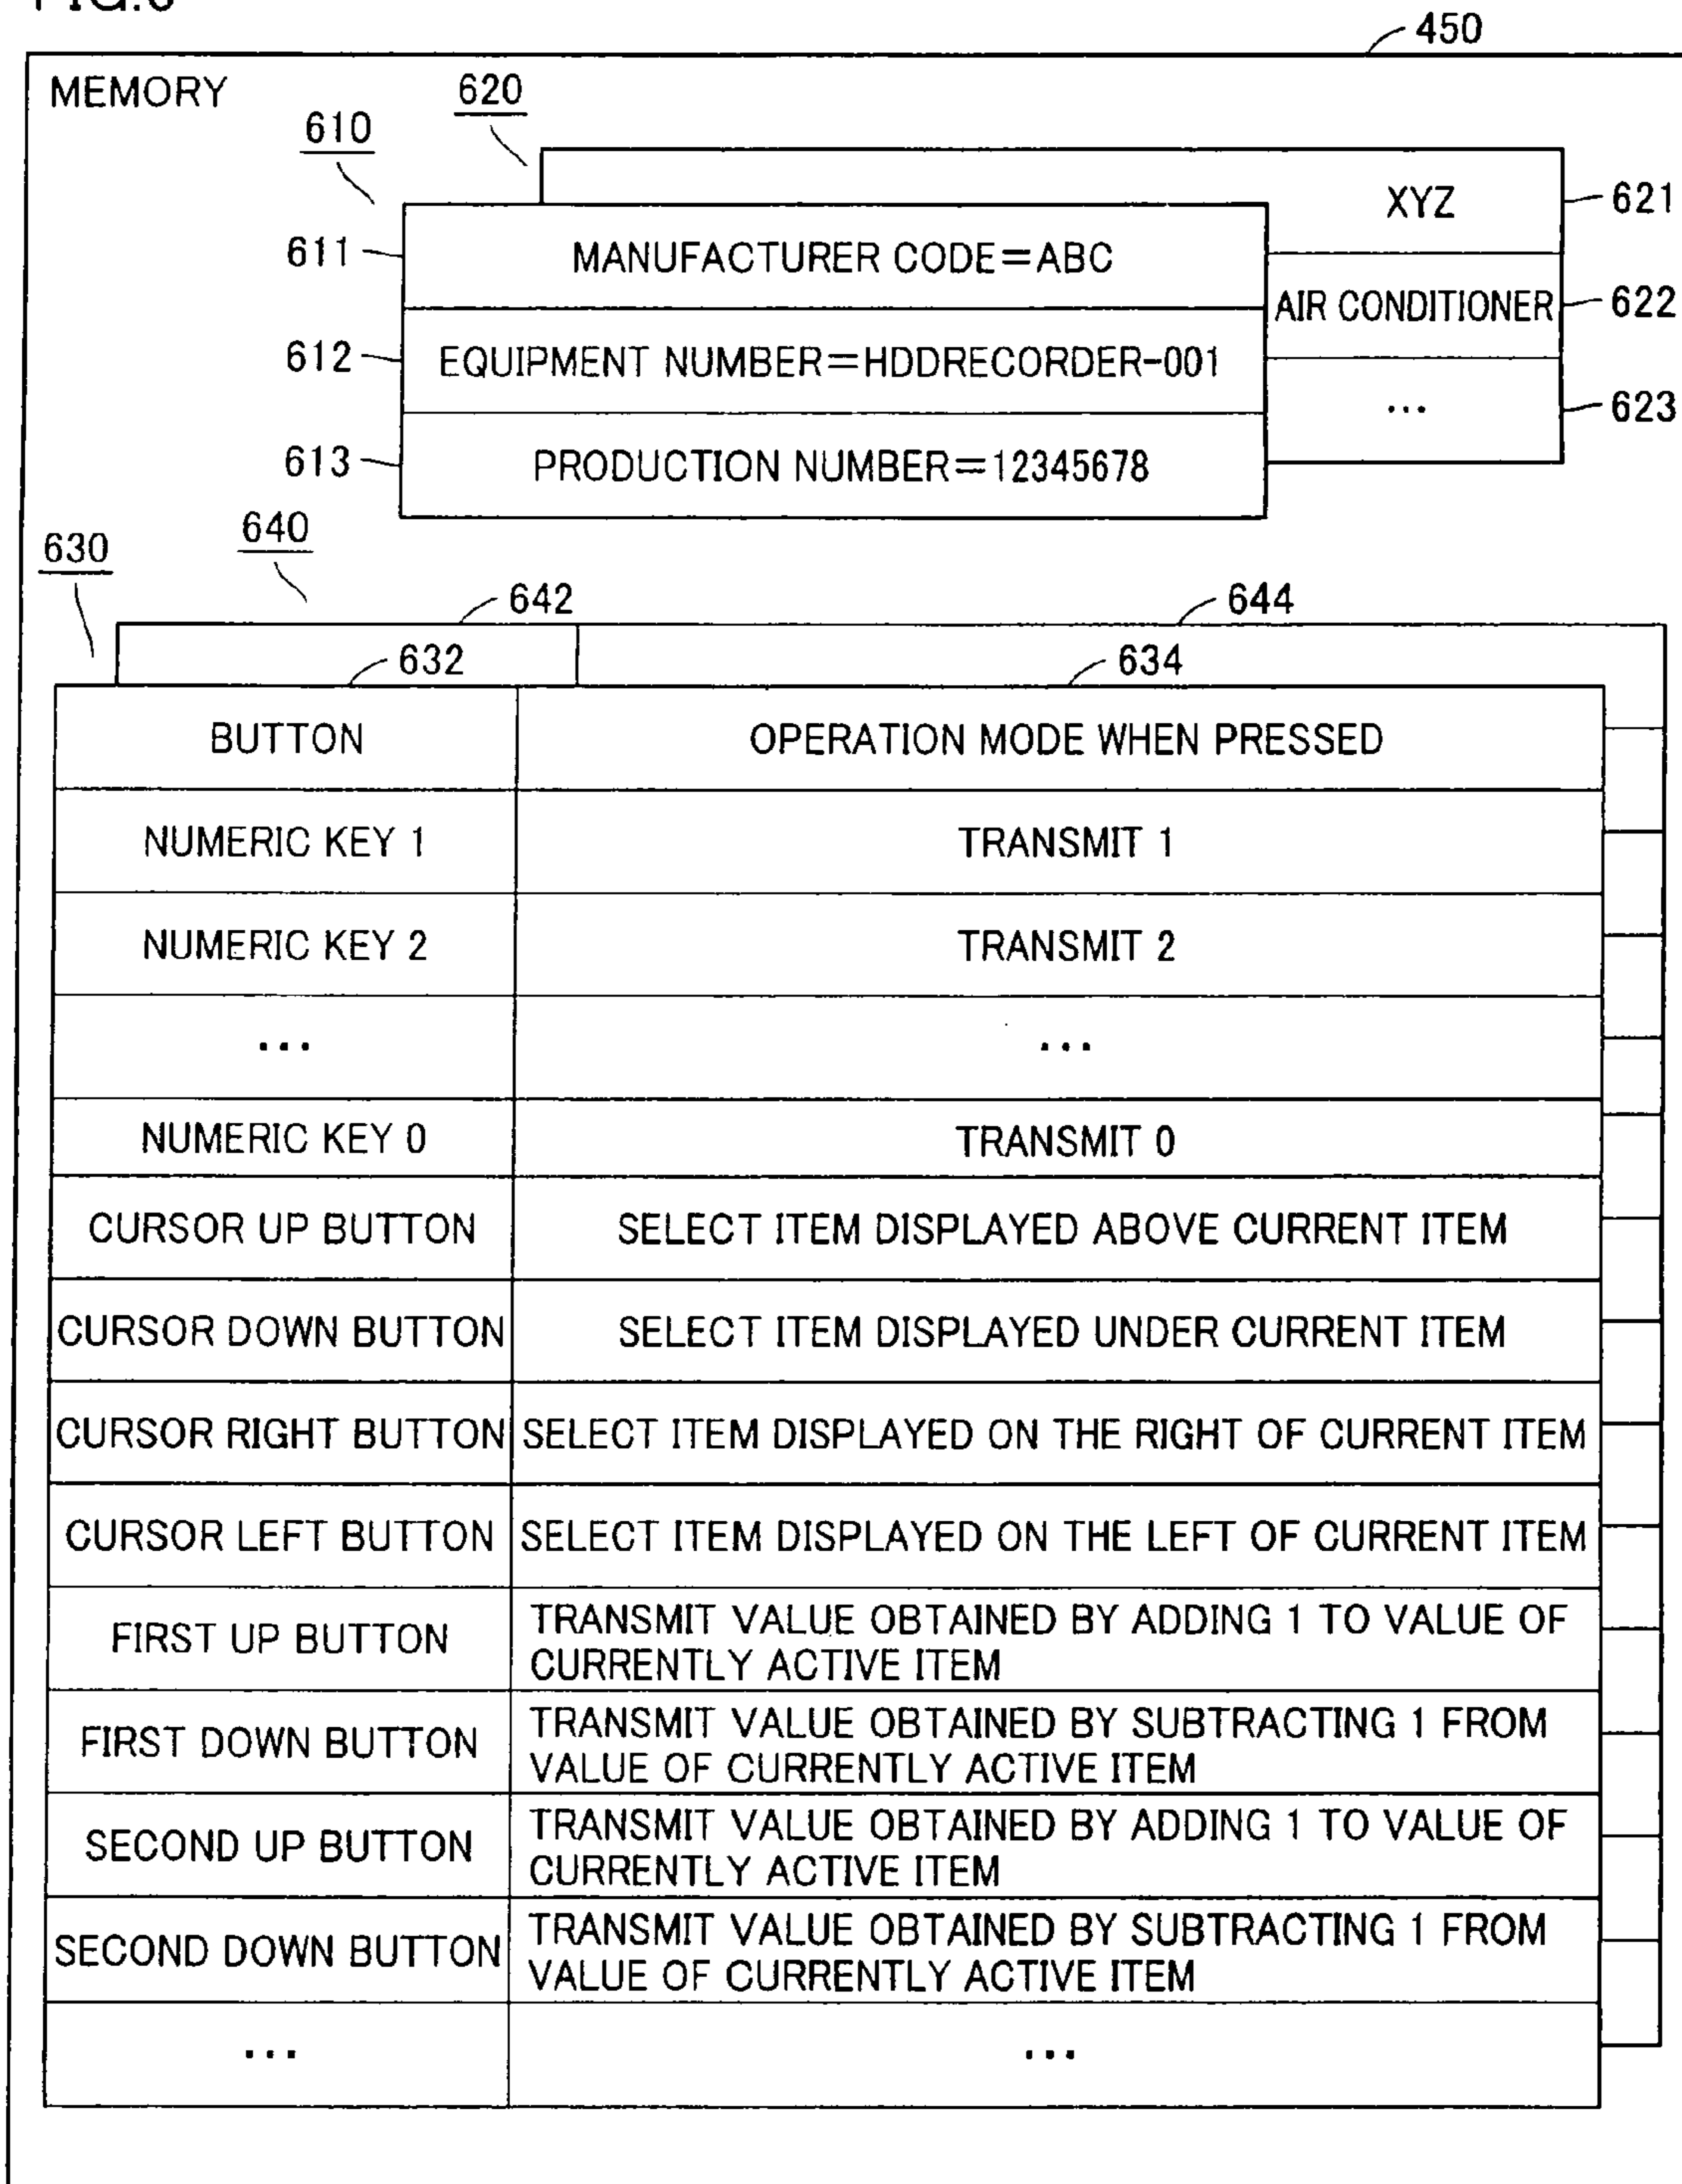 450
MEMORY
620
610
XYZ
621
611
MANUFACTURER CODE=ABC
AIR CONDITIONER
622
612
EQUIPMENT NUMBER=HDDRECORDER-001
...
623
613
PRODUCTION NUMBER=12345678
640
630
642
644
632
634
BUTTON
OPERATION MODE WHEN PRESSED
NUMERIC KEY 1
TRANSMIT 1
NUMERIC KEY 2
TRANSMIT 2
...
...
NUMERIC KEY 0
TRANSMIT 0
CURSOR UP BUTTON
SELECT ITEM DISPLAYED ABOVE CURRENT ITEM
CURSOR DOWN BUTTON
SELECT ITEM DISPLAYED UNDER CURRENT ITEM
CURSOR RIGHT BUTTON
SELECT ITEM DISPLAYED ON THE RIGHT OF CURRENT ITEM
CURSOR LEFT BUTTON
SELECT ITEM DISPLAYED ON THE LEFT OF CURRENT ITEM
FIRST UP BUTTON
TRANSMIT VALUE OBTAINED BY ADDING 1 TO VALUE OF
CURRENTLY ACTIVE ITEM
FIRST DOWN BUTTON
TRANSMIT VALUE OBTAINED BY SUBTRACTING 1 FROM
VALUE OF CURRENTLY ACTIVE ITEM
SECOND UP BUTTON
TRANSMIT VALUE OBTAINED BY ADDING 1 TO VALUE OF
CURRENTLY ACTIVE ITEM
SECOND DOWN BUTTON
TRANSMIT VALUE OBTAINED BY SUBTRACTING 1 FROM
VALUE OF CURRENTLY ACTIVE ITEM
...
...